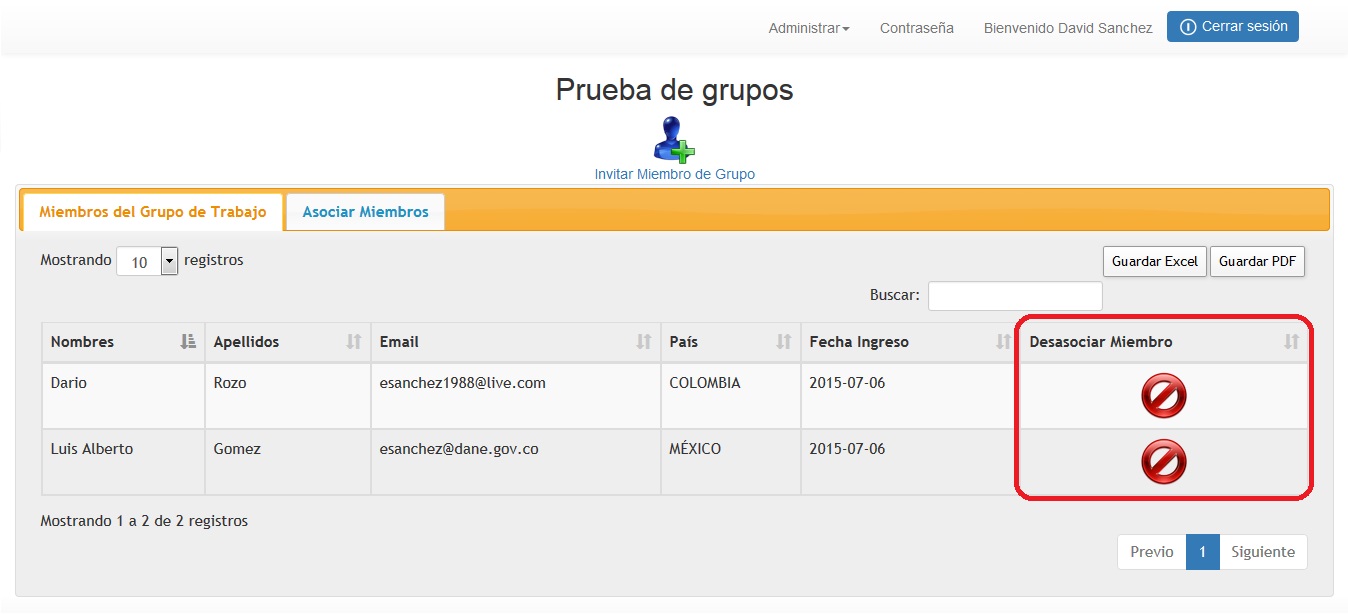 Administrar Contraseña Bienvenido David Sanchez Cerrar sesión
Prueba de grupos
Invitar Miembro de Grupo
Miembros del Grupo de Trabajo Asociar Miembros
Mostrando 10 registros Guardar Excel Guardar PDF
Buscar:
Nombres Apellidos Email País Fecha Ingreso Desasociar Miembro
Dario Rozo esanchez1988@live.com COLOMBIA 2015-07-06
Luis Alberto Gomez esanchez@dane.gov.co MÉXICO 2015-07-06
Mostrando 1 a 2 de 2 registros
Previo 1 Siguiente